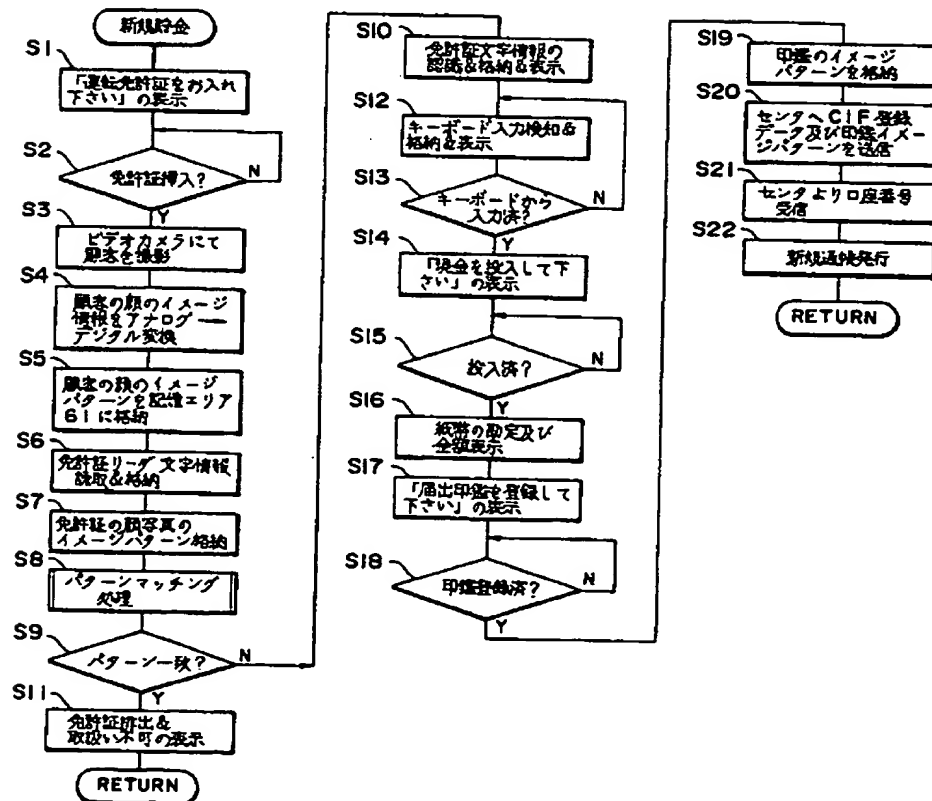 新規貯金
S1
「運転免許証をお入れ
下さい」の表示
S2
免許証挿入?
N
Y
S3
ビデオカメラにて
顧客を撮影
S4
顧客の顔のイメージ
情報をアナログ―
デジタル変換
S5
顧客の顔のイメージ
パターンを記憶エリア
61に格納
S6
免許証リーダ文字情報
読取&格納
S7
免許証の顔写真の
イメージパターン格納
S8
パターンマッチング
処理
S9
パターン一致?
N
Y
S11
免許証排出&
取扱い不可の表示
RETURN
S10
免許証文字情報の
認識&格納&表示
S12
キーボード入力検知&
格納&表示
S13
キーボードから
入力済?
N
Y
S14
「現金を投入して下
さい」の表示
S15
投入済?
N
Y
S16
紙幣の勘定及び
金額表示
S17
「届出印鑑を登録して
下さい」の表示
S18
印鑑登録済?
N
Y
S19
印鑑のイメージ
パターンを格納
S20
センタへCIF登録
データ及び印鑑イメー
ジパターンを送信
S21
センタより口座番号
受信
S22
新規通帳発行
RETURN